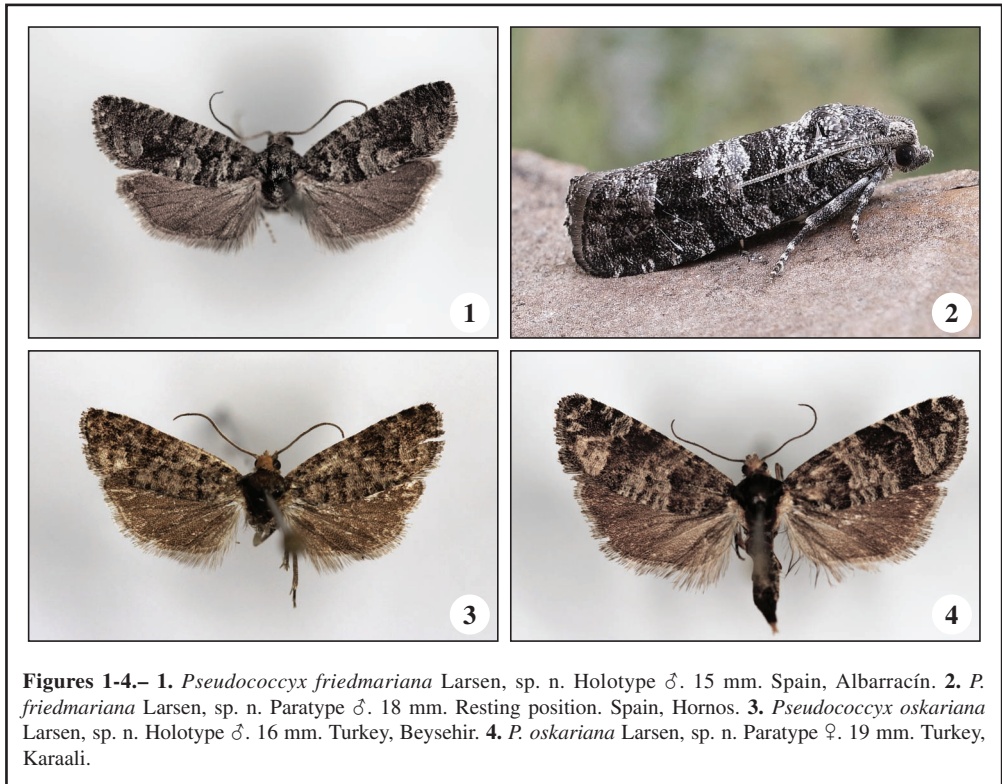 1
2
3
4
Figures 1-4.– 1. Pseudococcyx friedmariana Larsen, sp. n. Holotype ♂. 15 mm. Spain, Albarracín. 2. P.
friedmariana Larsen, sp. n. Paratype ♂. 18 mm. Resting position. Spain, Hornos. 3. Pseudococcyx oskariana
Larsen, sp. n. Holotype ♂. 16 mm. Turkey, Beysehir. 4. P. oskariana Larsen, sp. n. Paratype ♀. 19 mm. Turkey,
Karaali.